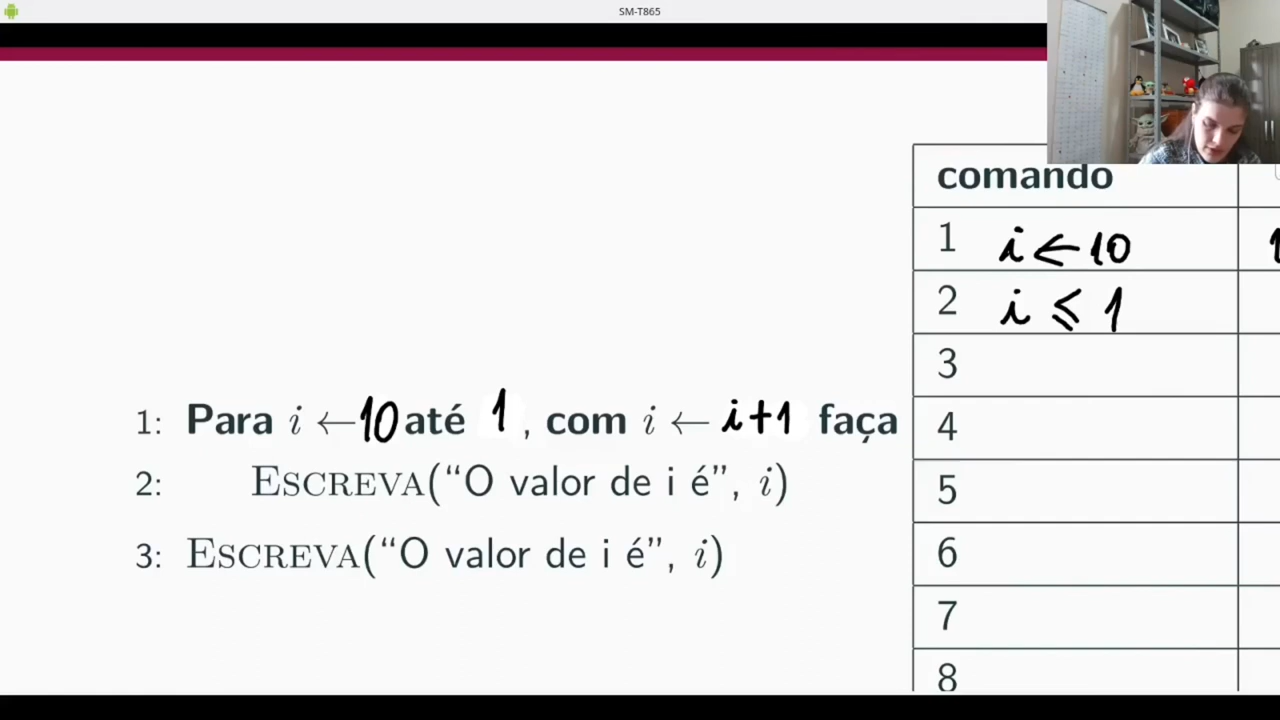 SM-T865
comando
1 i ← 10
2 i ⩽ 1
3
4
5
6
7
8
1: Para i ← 10 até 1, com i ← i+1 faça
2: ESCREVA(“O valor de i é”, i)
3: ESCREVA(“O valor de i é”, i)